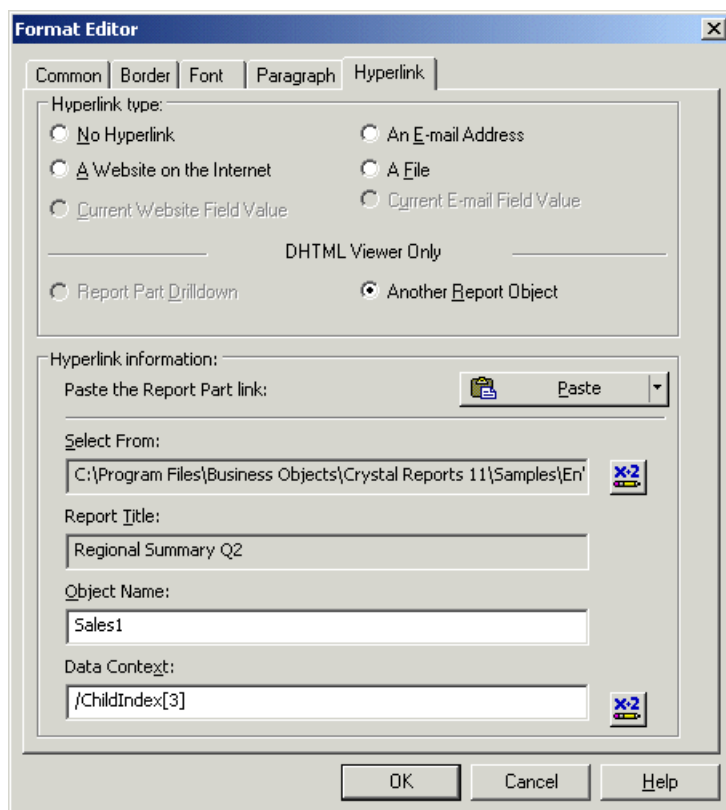 Format Editor
Common Border Font Paragraph Hyperlink
Hyperlink type:
No Hyperlink An E-mail Address
A Website on the Internet A File
Current Website Field Value Current E-mail Field Value
DHTML Viewer Only
Report Part Drilldown Another Report Object
Hyperlink information:
Paste the Report Part link: Paste
Select From:
C:\Program Files\Business Objects\Crystal Reports 11\Samples\En'
X+2
Report Title:
Regional Summary Q2
Object Name:
Sales1
Data Context:
/ChildIndex[3]
X+2
OK Cancel Help